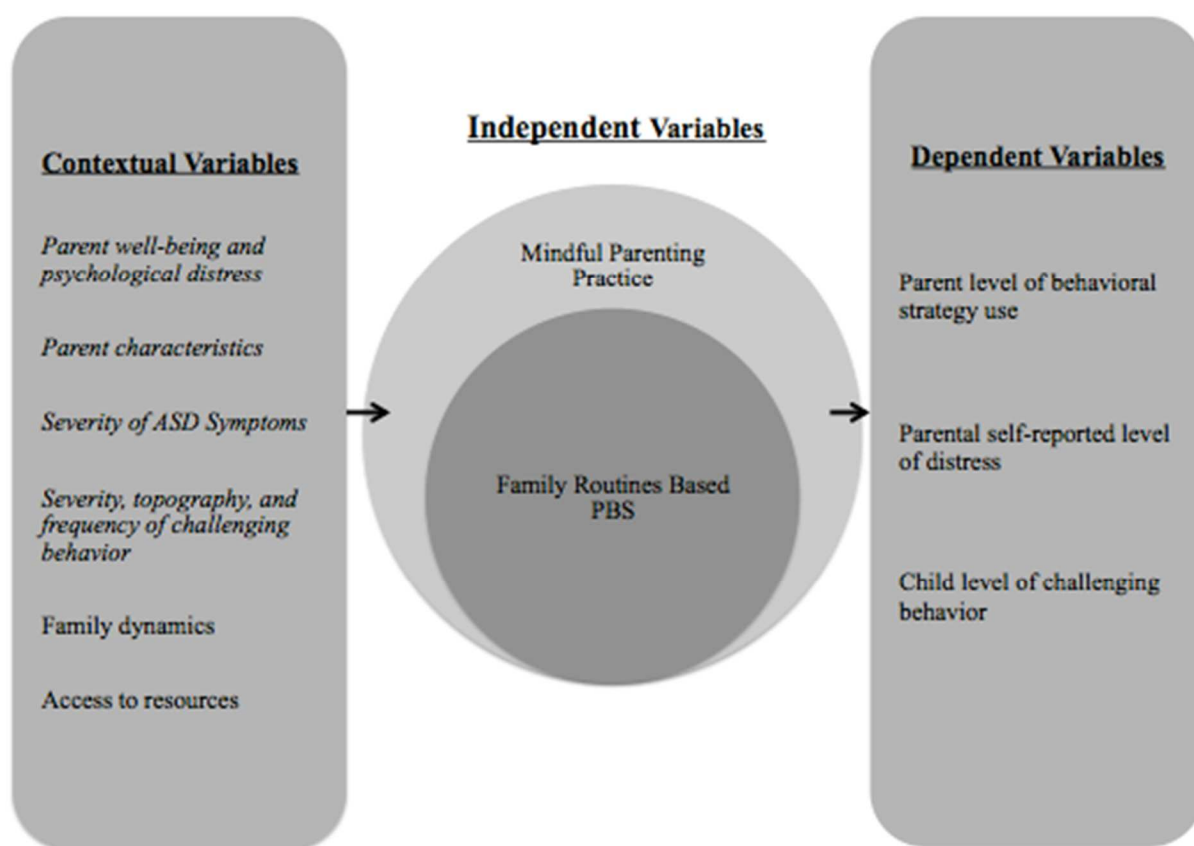 Contextual Variables
Parent well-being and
psychological distress
Parent characteristics
Severity of ASD Symptoms
Severity, topography, and
frequency of challenging
behavior
Family dynamics
Access to resources
Independent Variables
Mindful Parenting
Practice
Family Routines Based
PBS
Dependent Variables
Parent level of behavioral
strategy use
Parental self-reported level
of distress
Child level of challenging
behavior